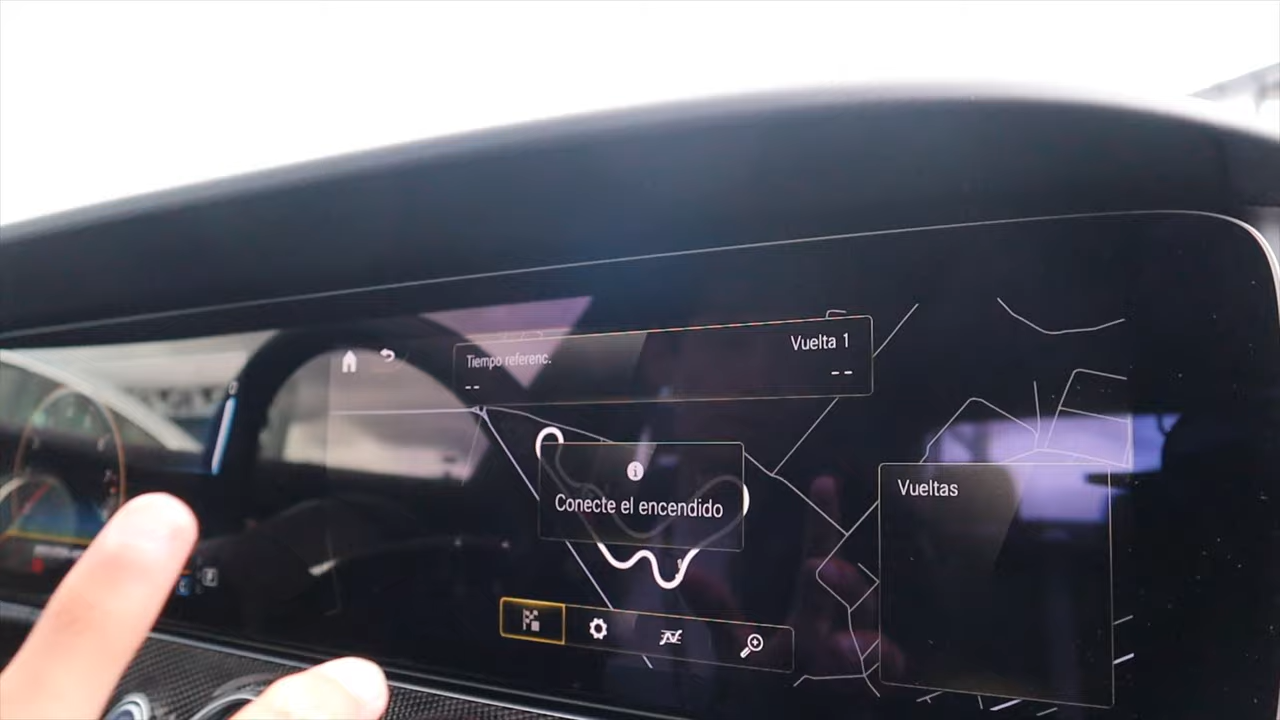 Tiempo referenc.
--
Vuelta 1
--
Conecte el encendido
Vueltas
P